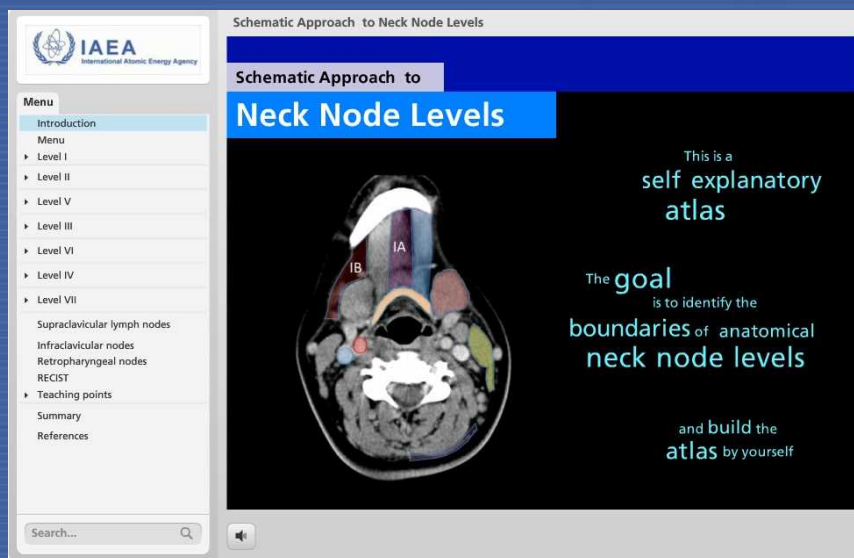 IAEA
International Atomic Energy Agency
Menu
Introduction
Menu
Level I
Level II
Level V
Level III
Level VI
Level IV
Level VII
Supraclavicular lymph nodes
Infraclavicular nodes
Retropharyngeal nodes
RECIST
Teaching points
Summary
References
Search...
Schematic Approach to Neck Node Levels
Schematic Approach to
Neck Node Levels
IA
IB
This is a
self explanatory
atlas
The goal
is to identify the
boundaries of anatomical
neck node levels
and build the
atlas by yourself